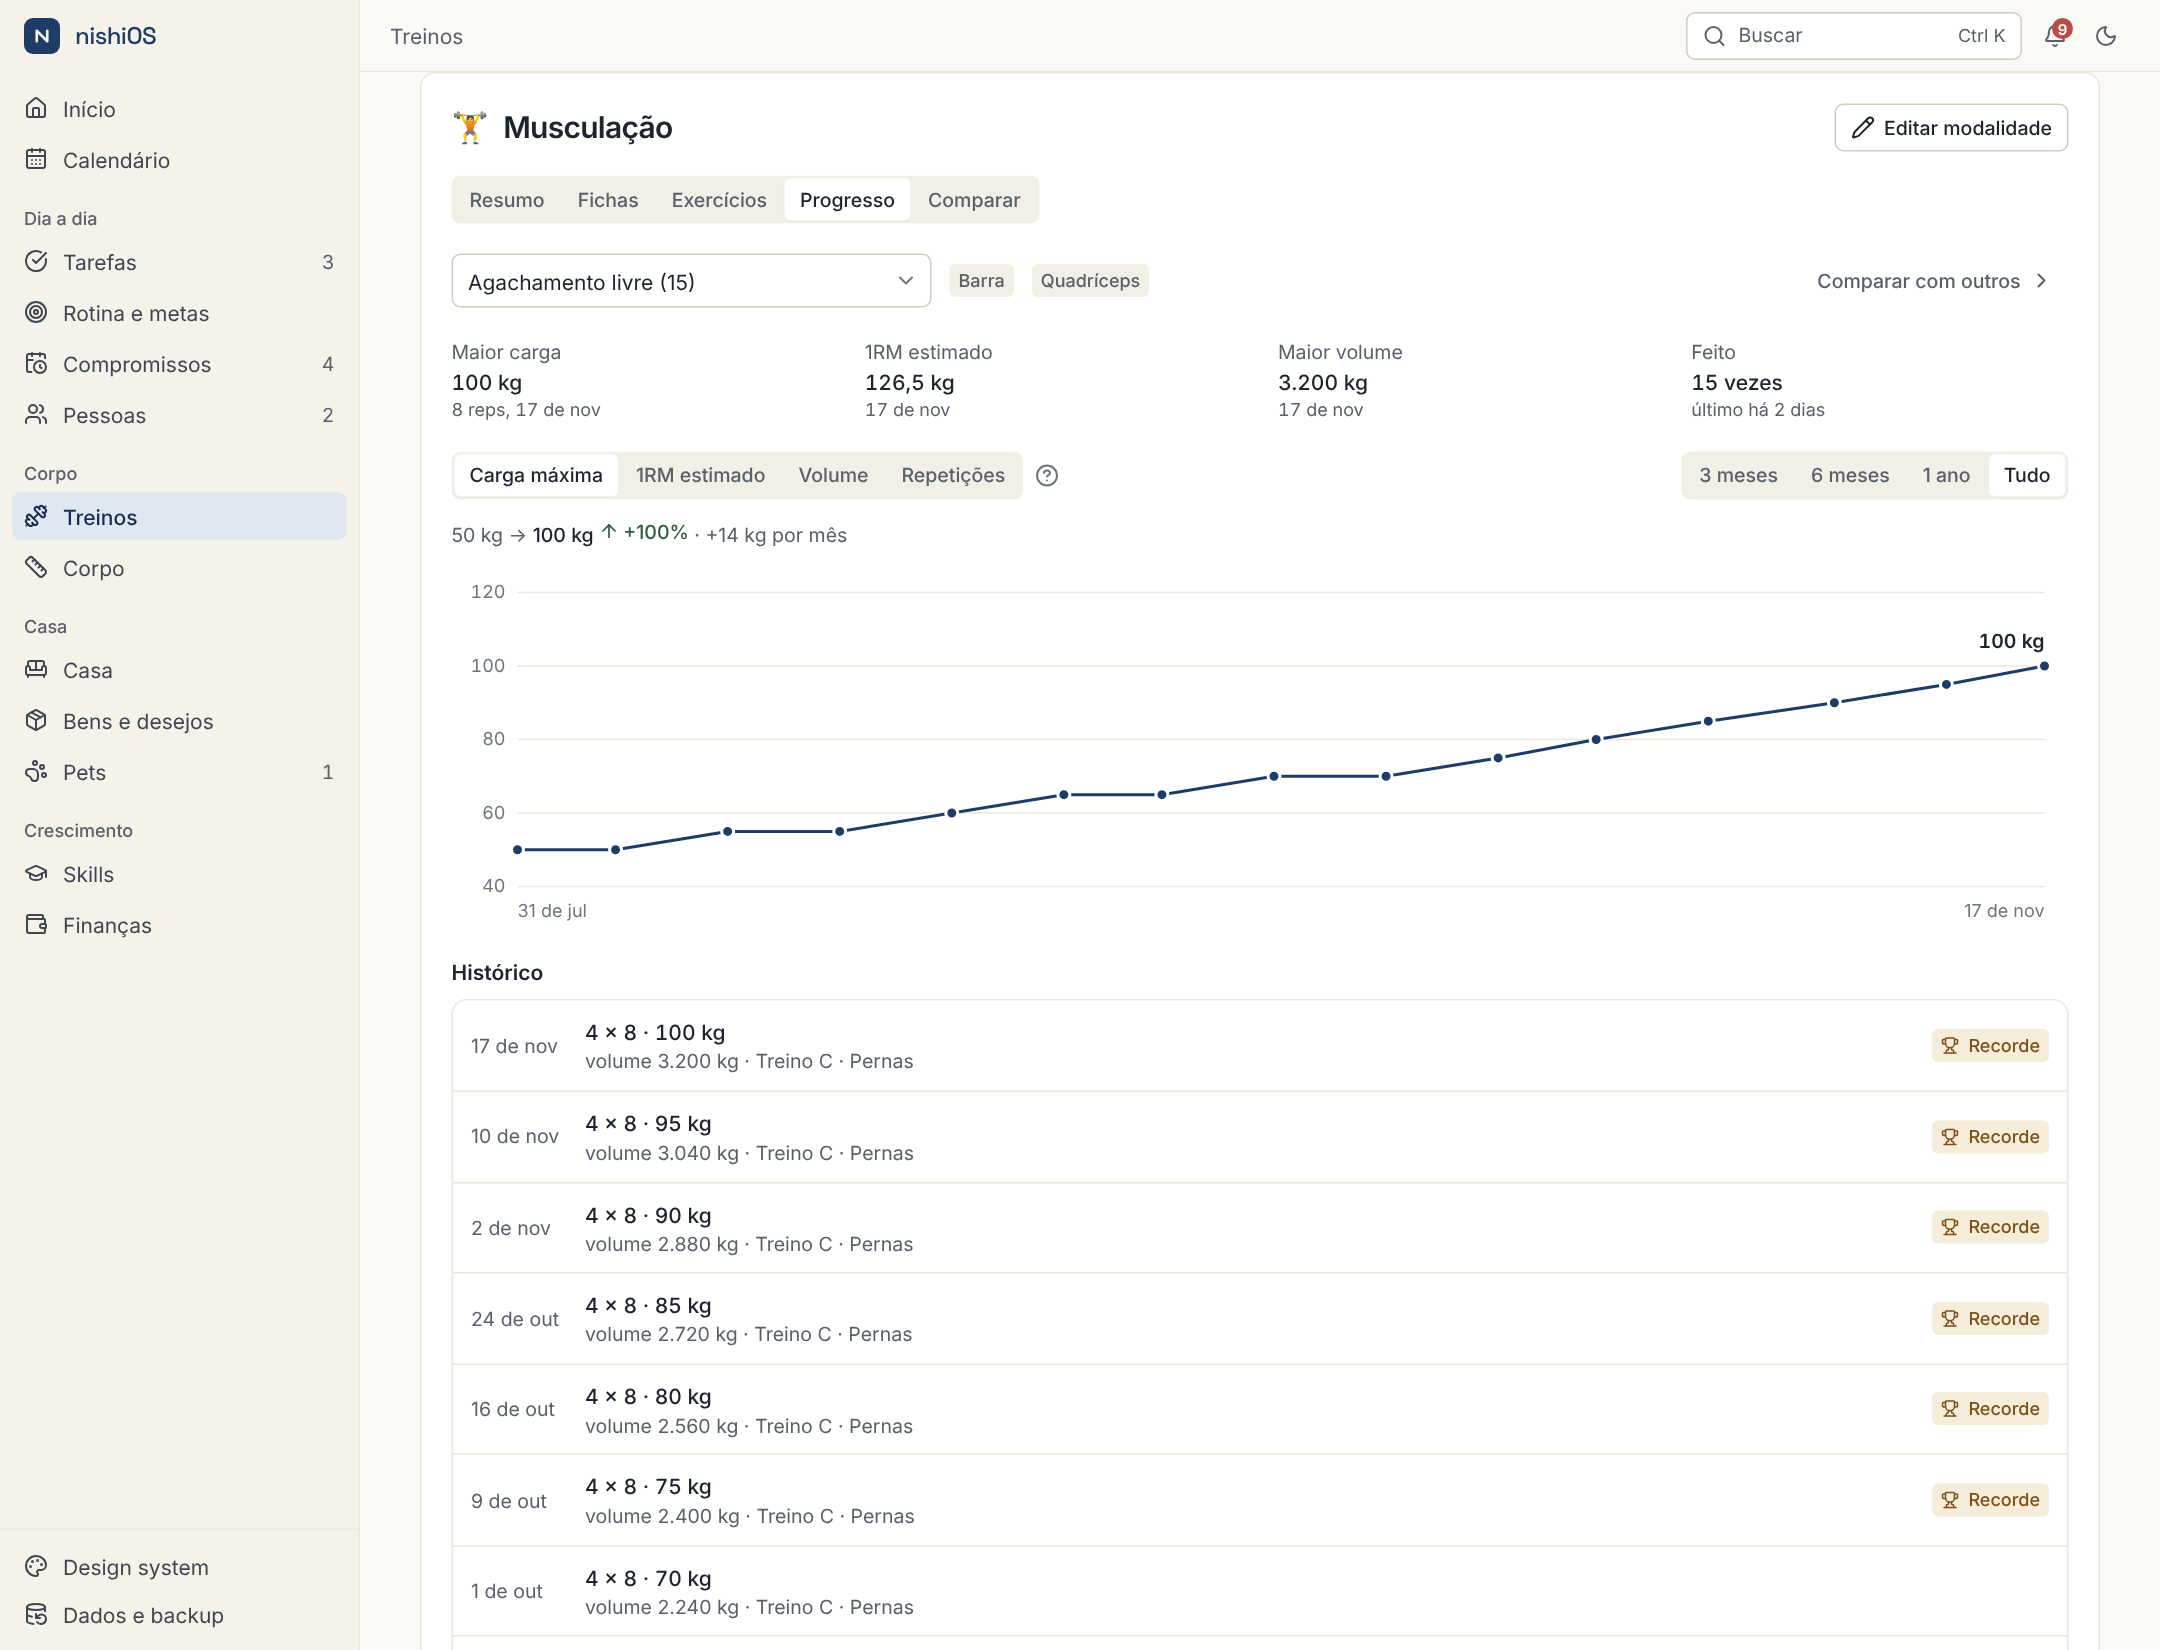 N nishiOS
Início
Calendário
Dia a dia
Tarefas 3
Rotina e metas
Compromissos 4
Pessoas 2
Corpo
Treinos
Corpo
Casa
Casa
Bens e desejos
Pets 1
Crescimento
Skills
Finanças
Design system
Dados e backup
Treinos
Buscar Ctrl K
9
Musculação
Editar modalidade
Resumo Fichas Exercícios Progresso Comparar
Agachamento livre (15) Barra Quadríceps Comparar com outros
Maior carga 1RM estimado Maior volume Feito
100 kg 126,5 kg 3.200 kg 15 vezes
8 reps, 17 de nov 17 de nov 17 de nov último há 2 dias
Carga máxima 1RM estimado Volume Repetições ? 3 meses 6 meses 1 ano Tudo
50 kg → 100 kg ↑ +100% · +14 kg por mês
120
100 kg
100
80
60
40
31 de jul 17 de nov
Histórico
17 de nov
4 × 8 · 100 kg
volume 3.200 kg · Treino C · Pernas
Recorde
10 de nov
4 × 8 · 95 kg
volume 3.040 kg · Treino C · Pernas
Recorde
2 de nov
4 × 8 · 90 kg
volume 2.880 kg · Treino C · Pernas
Recorde
24 de out
4 × 8 · 85 kg
volume 2.720 kg · Treino C · Pernas
Recorde
16 de out
4 × 8 · 80 kg
volume 2.560 kg · Treino C · Pernas
Recorde
9 de out
4 × 8 · 75 kg
volume 2.400 kg · Treino C · Pernas
Recorde
1 de out
4 × 8 · 70 kg
volume 2.240 kg · Treino C · Pernas